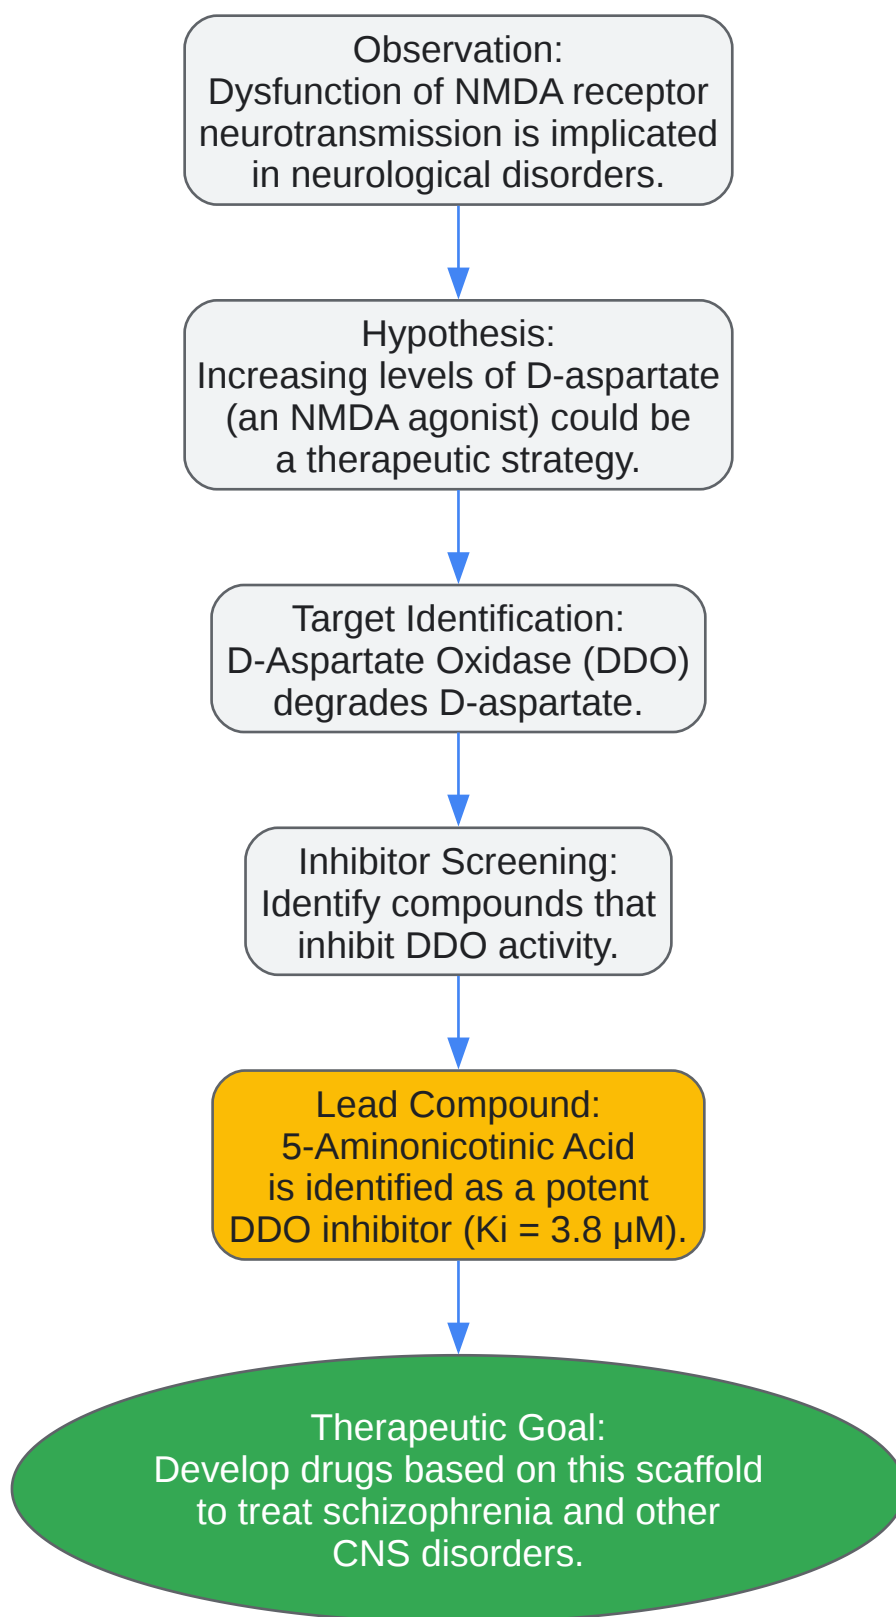 Observation:
Dysfunction of NMDA receptor
neurotransmission is implicated
in neurological disorders.
Hypothesis:
Increasing levels of D-aspartate
(an NMDA agonist) could be
a therapeutic strategy.
Target Identification:
D-Aspartate Oxidase (DDO)
degrades D-aspartate.
Inhibitor Screening:
Identify compounds that
inhibit DDO activity.
Lead Compound:
5-Aminonicotinic Acid
is identified as a potent
DDO inhibitor (Ki = 3.8 μM).
Therapeutic Goal:
Develop drugs based on this scaffold
to treat schizophrenia and other
CNS disorders.